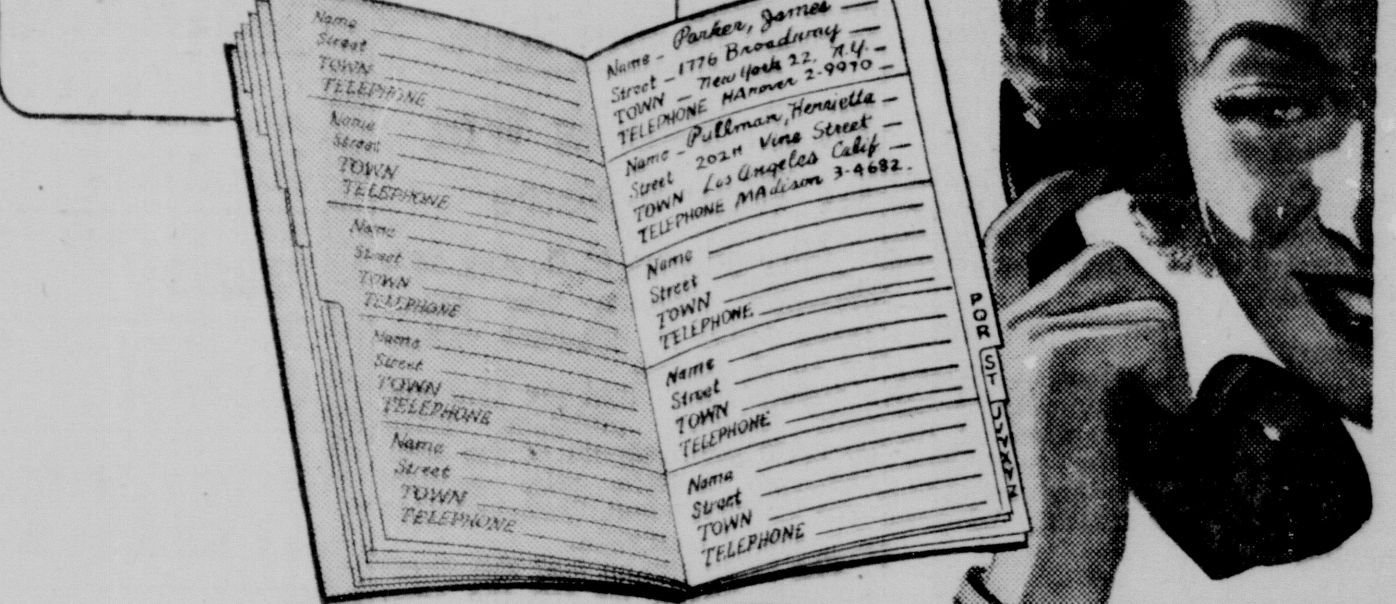 Name
Street
TOWN
TELEPHONE
Name
Street
TOWN
TELEPHONE
Name
Street
TOWN
TELEPHONE
Name
Street
TOWN
TELEPHONE
Name
Street
TOWN
TELEPHONE
Name - Parker, James
Street - 1776 Broadway
TOWN - New York 22, N.Y.
TELEPHONE HAnover 2-9970
Name - Pullman, Henrietta
Street Vine Street
TOWN Los Angeles Calif
TELEPHONE MAdison 3-4682.
Name
Street
TOWN
TELEPHONE
Name
Street
TOWN
TELEPHONE
Name
Street
TOWN
TELEPHONE
PQR
ST